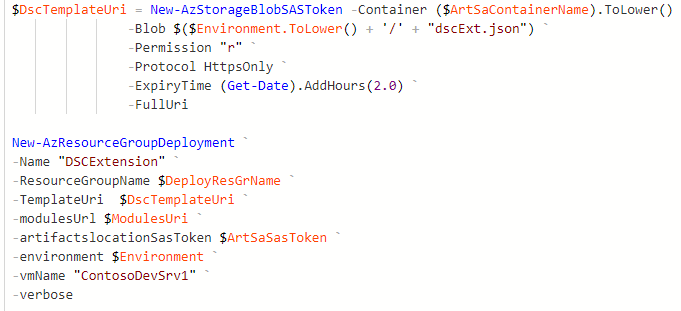 $DscTemplateUri = New-AzStorageBlobSASToken -Container ($ArtSaContainerName).ToLower()
-Blob $($Environment.ToLower() + '/' + "dscExt.json") `
-Permission "r" `
-Protocol HttpsOnly `
-ExpiryTime (Get-Date).AddHours(2.0) `
-FullUri
New-AzResourceGroupDeployment `
-Name "DSCExtension" `
-ResourceGroupName $DeployResGrName `
-TemplateUri  $DscTemplateUri `
-modulesUrl $ModulesUri `
-artifactslocationSasToken $ArtSaSasToken `
-environment $Environment `
-vmName "ContosoDevSrv1" `
-verbose